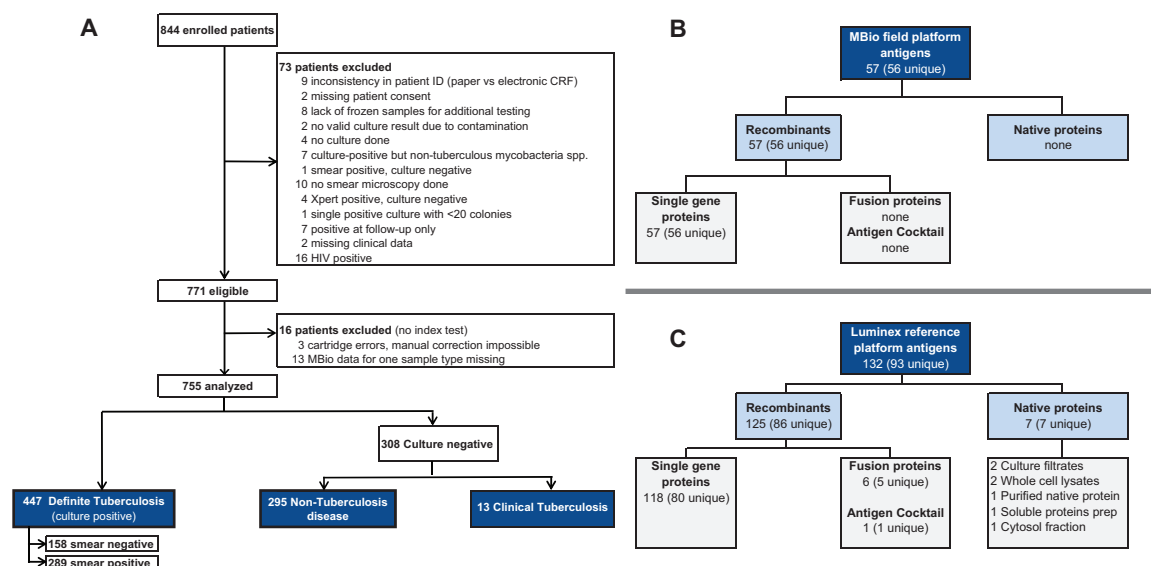 A
844 enrolled patients
73 patients excluded
9 inconsistency in patient ID (paper vs electronic CRF)
2 missing patient consent
8 lack of frozen samples for additional testing
2 no valid culture result due to contamination
4 no culture done
7 culture-positive but non-tuberculous mycobacteria spp.
1 smear positive, culture negative
10 no smear microscopy done
4 Xpert positive, culture negative
1 single positive culture with <20 colonies
7 positive at follow-up only
2 missing clinical data
16 HIV positive
771 eligible
16 patients excluded (no index test)
3 cartridge errors, manual correction impossible
13 MBio data for one sample type missing
755 analyzed
308 Culture negative
447 Definite Tuberculosis
(culture positive)
295 Non-Tuberculosis
disease
13 Clinical Tuberculosis
158 smear negative
289 smear positive
B
MBio field platform
antigens
57 (56 unique)
Recombinants
57 (56 unique)
Native proteins
none
Single gene
proteins
57 (56 unique)
Fusion proteins
none
Antigen Cocktail
none
C
Luminex reference
platform antigens
132 (93 unique)
Recombinants
125 (86 unique)
Native proteins
7 (7 unique)
Single gene
proteins
118 (80 unique)
Fusion proteins
6 (5 unique)
Antigen Cocktail
1 (1 unique)
2 Culture filtrates
2 Whole cell lysates
1 Purified native protein
1 Soluble proteins prep
1 Cytosol fraction